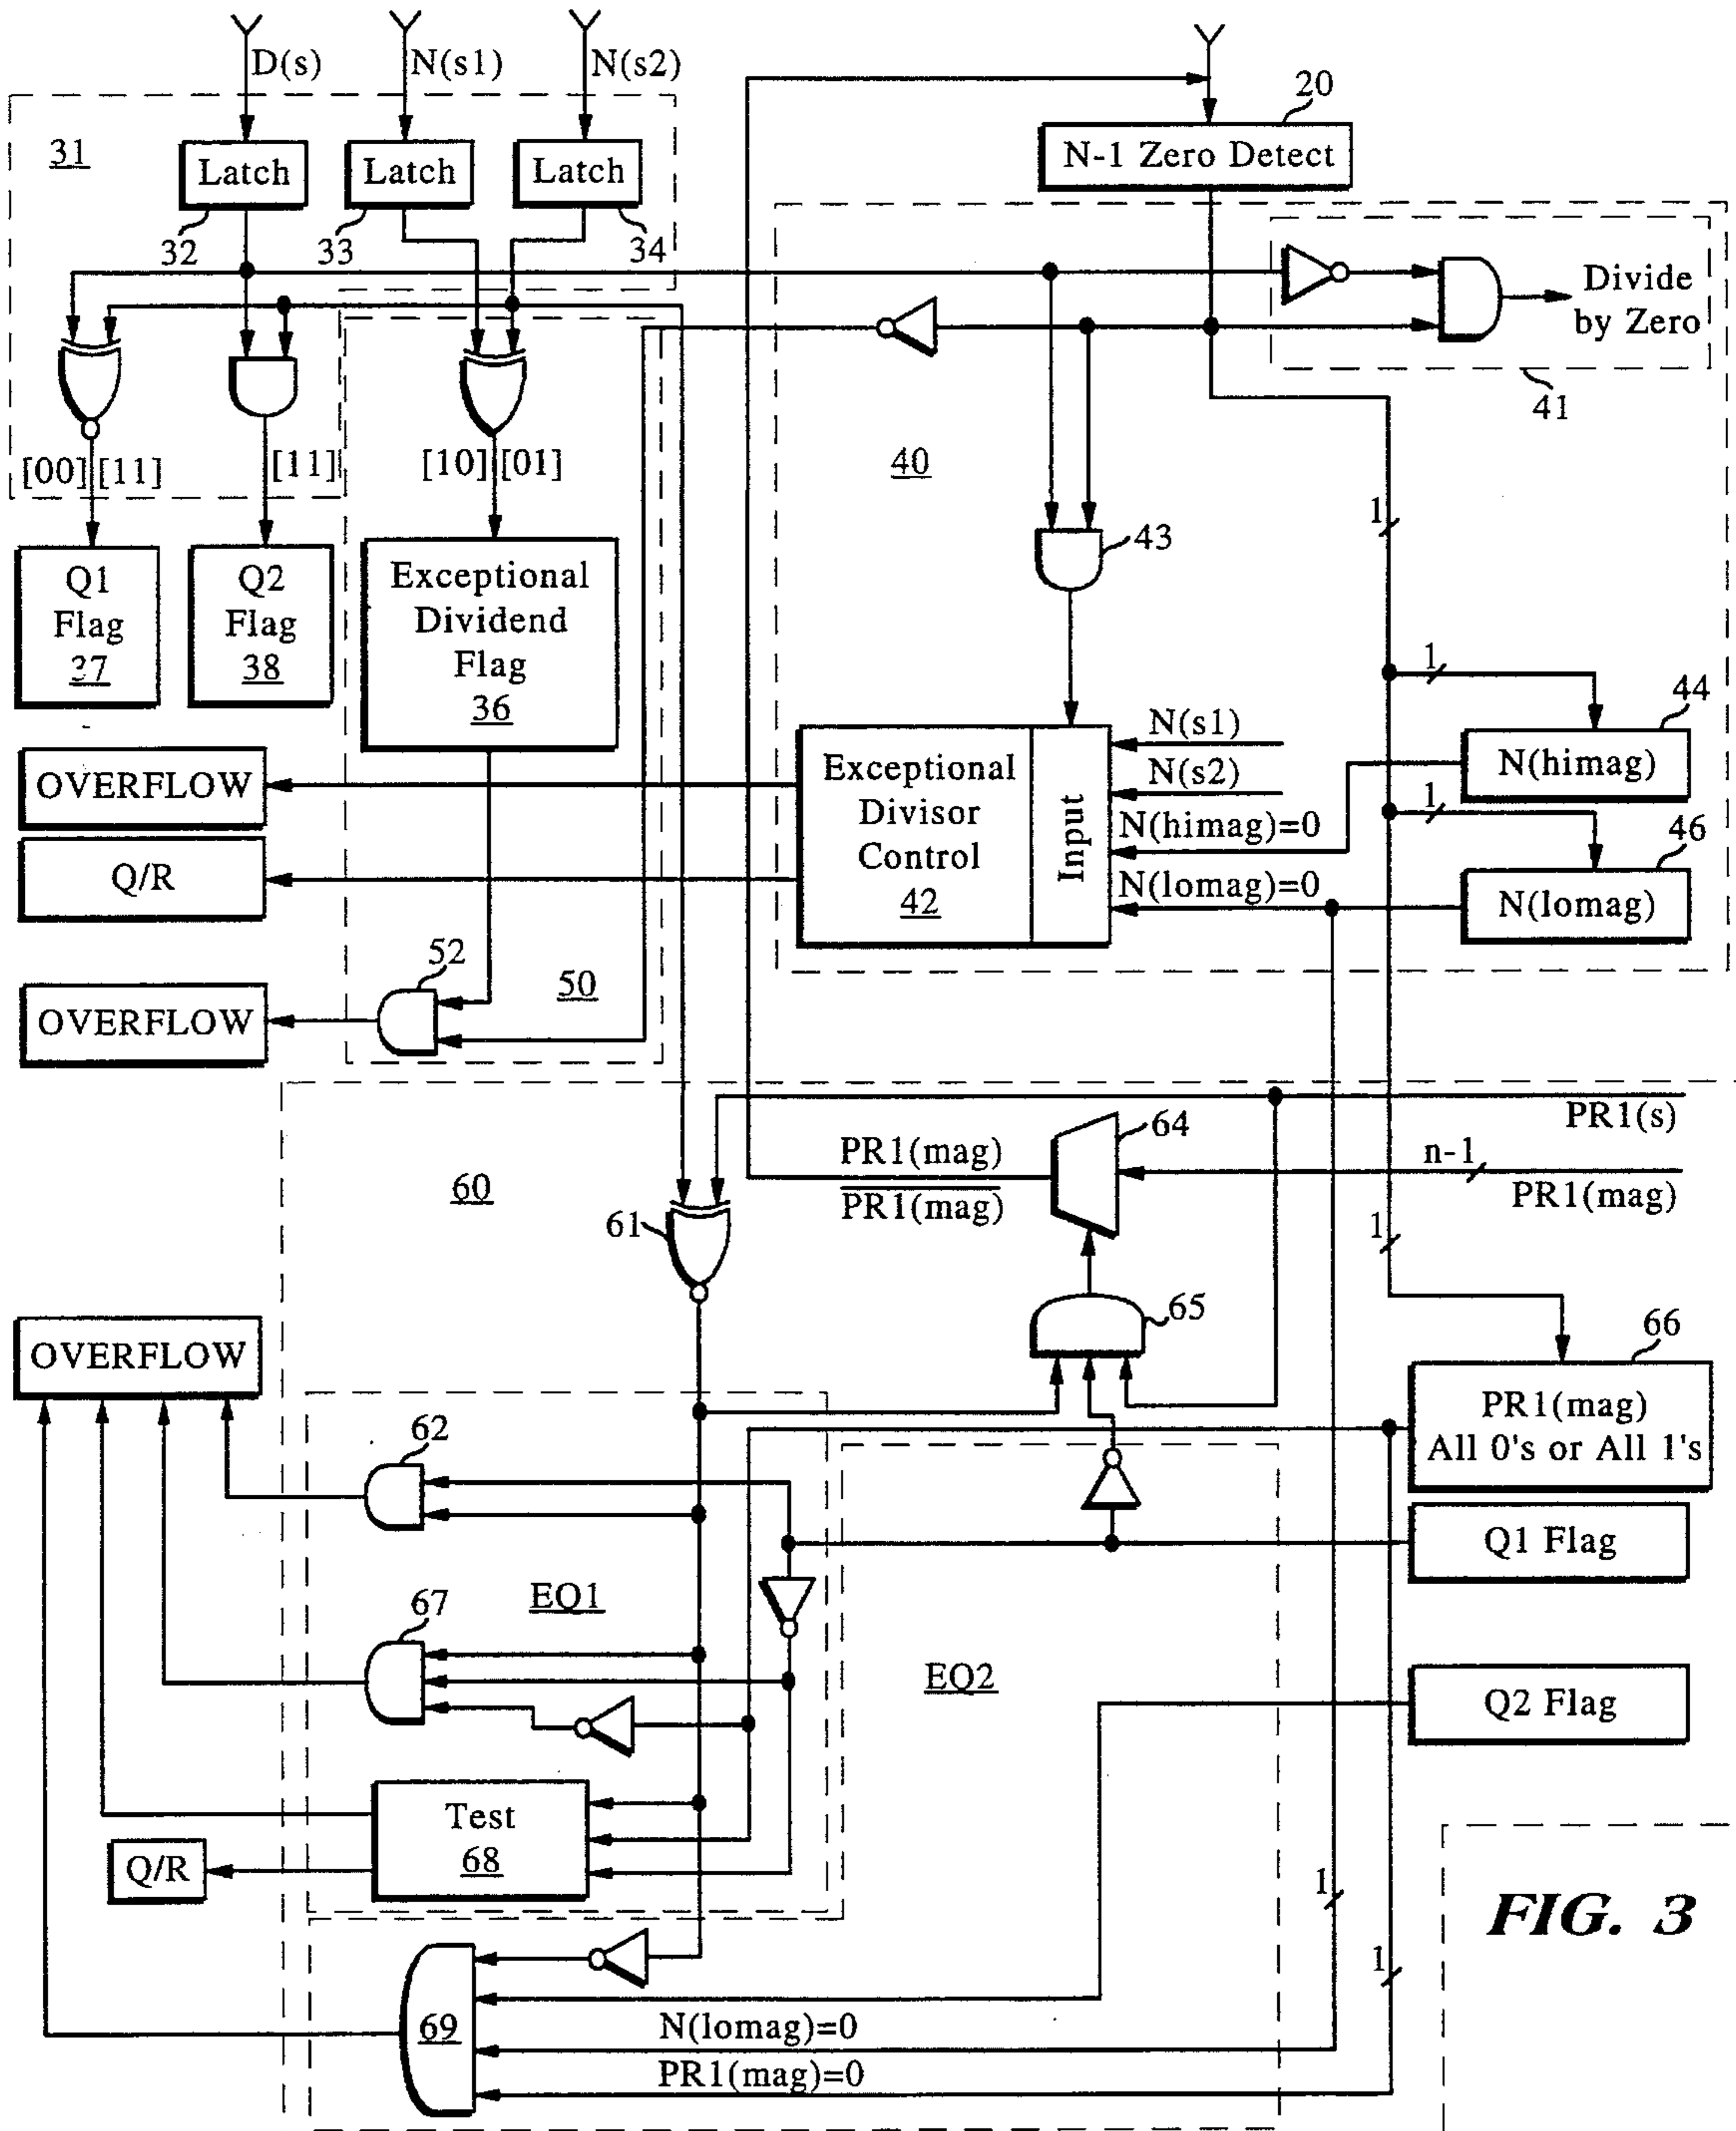 D(s)
N(s1)
N(s2)
20
N-1 Zero Detect
31
Latch
Latch
Latch
32
33
34
Divide
by Zero
41
[00]
[11]
[11]
[10]
[01]
40
1
43
Q1
Flag
37
Q2
Flag
38
Exceptional
Dividend
Flag
36
1
44
N(himag)
N(s1)
N(s2)
N(himag)=0
N(lomag)=0
OVERFLOW
Exceptional
Divisor
Control
42
Input
1
46
N(lomag)
Q/R
52
50
OVERFLOW
PR1(s)
64
PR1(mag)
PR1(mag)
n-1
PR1(mag)
60
61
1
65
66
OVERFLOW
PR1(mag)
All 0's or All 1's
62
Q1 Flag
EQ1
67
EQ2
Q2 Flag
Test
68
Q/R
1
FIG. 3
1
69
N(lomag)=0
PR1(mag)=0